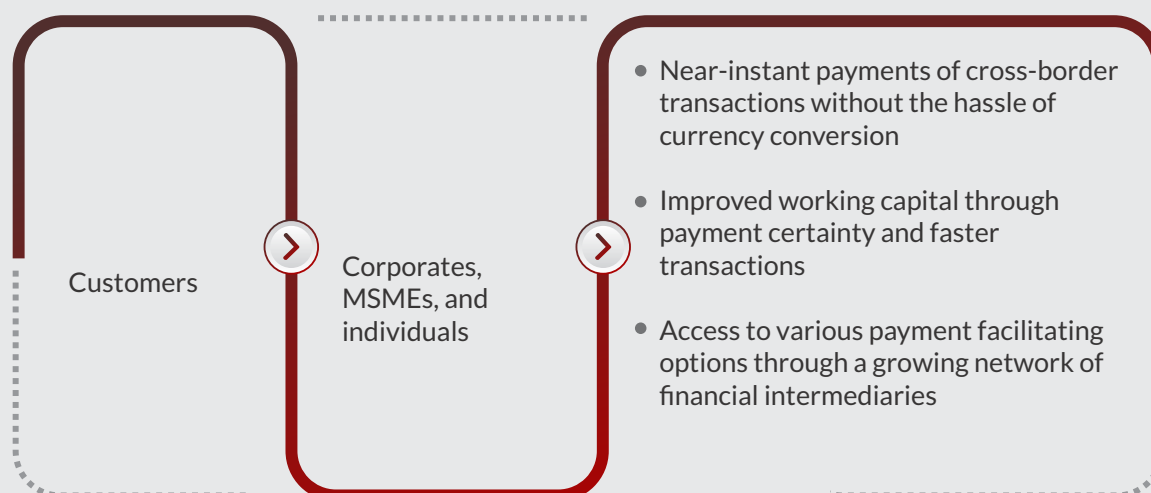 Customers
Corporates,
MSMEs, and
individuals
• Near-instant payments of cross-border
transactions without the hassle of
currency conversion
• Improved working capital through
payment certainty and faster
transactions
• Access to various payment facilitating
options through a growing network of
financial intermediaries